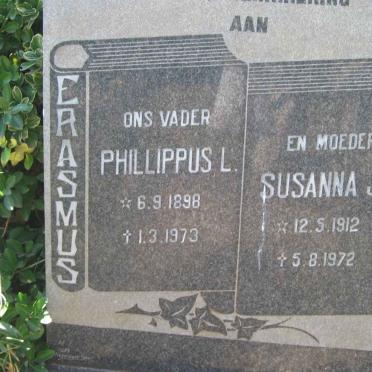 AAN
ERASMUS
ONS VADER
PHILLIPPUS L.
☆ 6.9.1898
† 1.3.1973
EN MOEDER
SUSANNA J
☆ 12.5.1912
† 5.8.1972